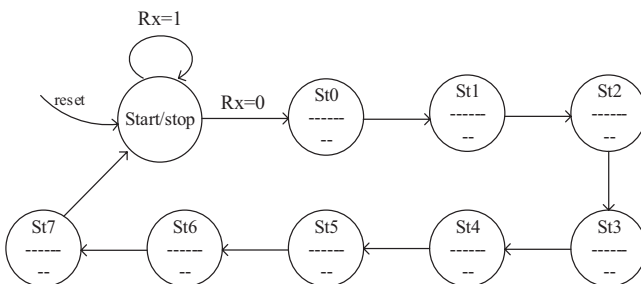 Rx=1
reset
Start/stop
Rx=0
St0
------
--
St1
------
--
St2
------
--
St7
------
--
St6
------
--
St5
------
--
St4
------
--
St3
------
--